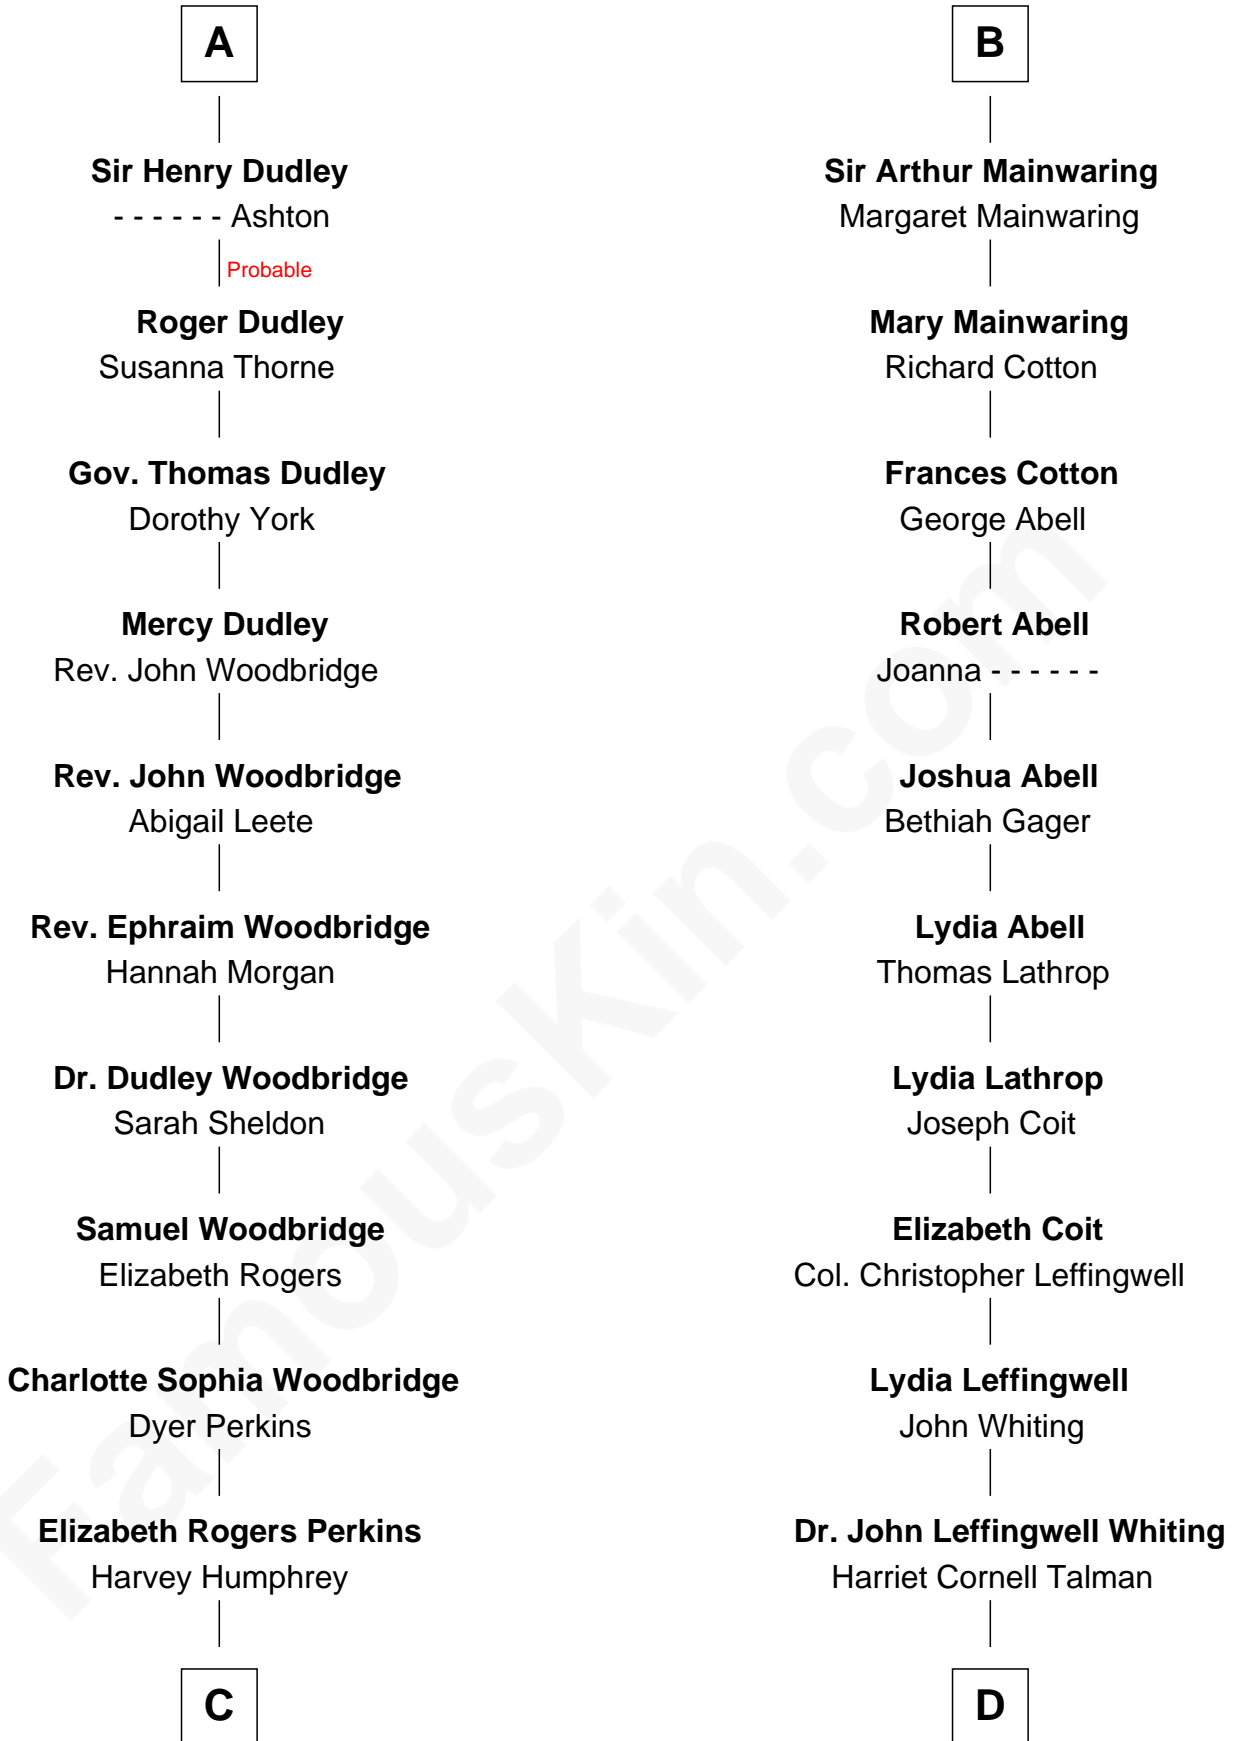 A
Sir Henry Dudley
- - - - - - Ashton
Probable
Roger Dudley
Susanna Thorne
Gov. Thomas Dudley
Dorothy York
Mercy Dudley
Rev. John Woodbridge
Rev. John Woodbridge
Abigail Leete
Rev. Ephraim Woodbridge
Hannah Morgan
Dr. Dudley Woodbridge
Sarah Sheldon
Samuel Woodbridge
Elizabeth Rogers
Charlotte Sophia Woodbridge
Dyer Perkins
Elizabeth Rogers Perkins
Harvey Humphrey
C
B
Sir Arthur Mainwaring
Margaret Mainwaring
Mary Mainwaring
Richard Cotton
Frances Cotton
George Abell
Robert Abell
Joanna - - - - - -
Joshua Abell
Bethiah Gager
Lydia Abell
Thomas Lathrop
Lydia Lathrop
Joseph Coit
Elizabeth Coit
Col. Christopher Leffingwell
Lydia Leffingwell
John Whiting
Dr. John Leffingwell Whiting
Harriet Cornell Talman
D
FamousKin.com